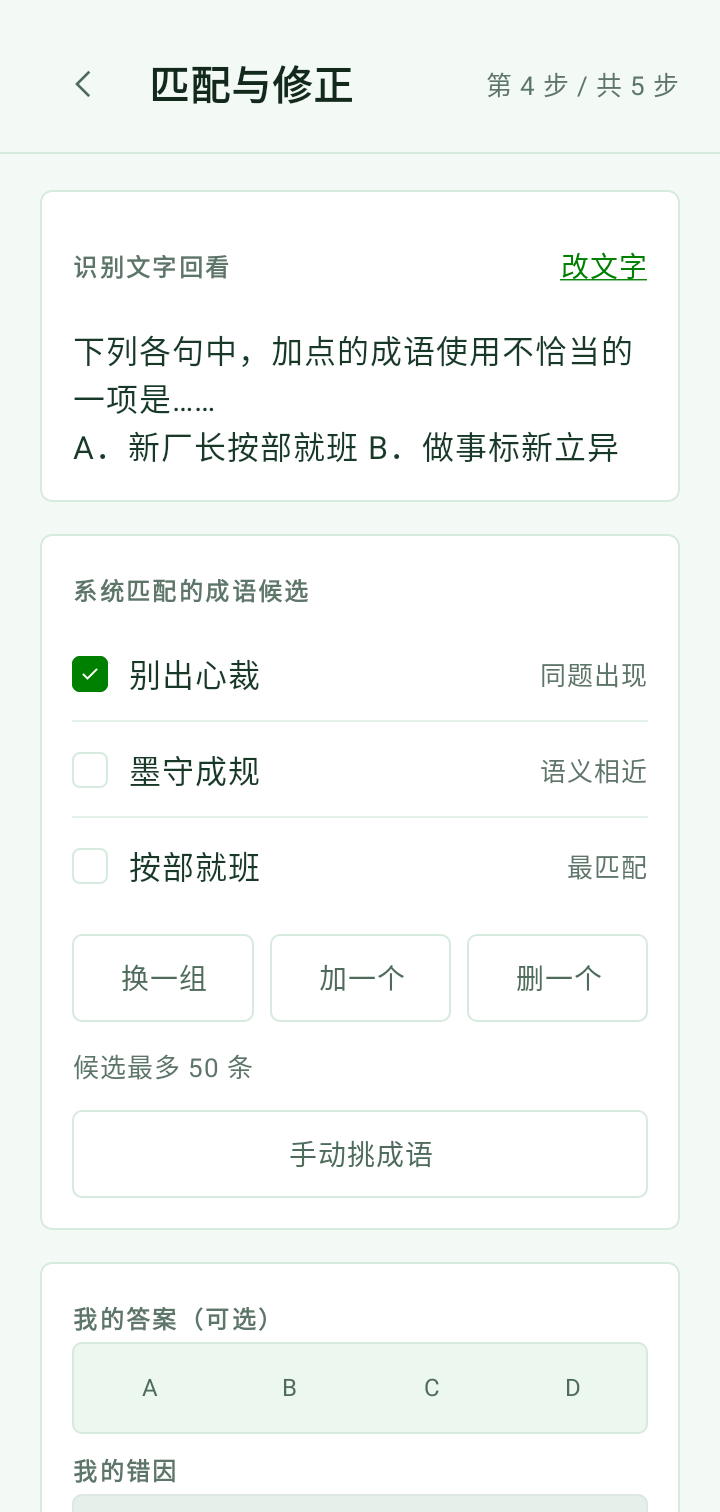 匹配与修正
第 4 步 / 共 5 步
识别文字回看
改文字
下列各句中，加点的成语使用不恰当的
一项是……
A．新厂长按部就班 B．做事标新立异
系统匹配的成语候选
别出心裁
同题出现
墨守成规
语义相近
按部就班
最匹配
换一组
加一个
删一个
候选最多 50 条
手动挑成语
我的答案（可选）
A
B
C
D
我的错因